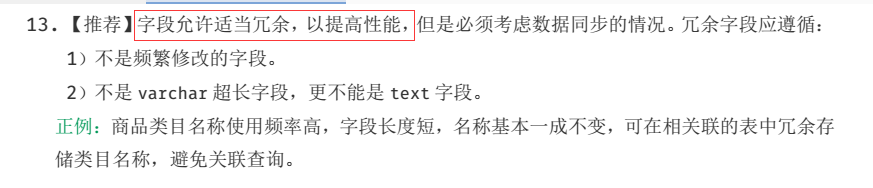 13.【推荐】字段允许适当冗余，以提高性能，但是必须考虑数据同步的情况。冗余字段应遵循：
1）不是频繁修改的字段。
2）不是 varchar 超长字段，更不能是 text 字段。
正例：商品类目名称使用频率高，字段长度短，名称基本一成不变，可在相关联的表中冗余存
储类目名称，避免关联查询。